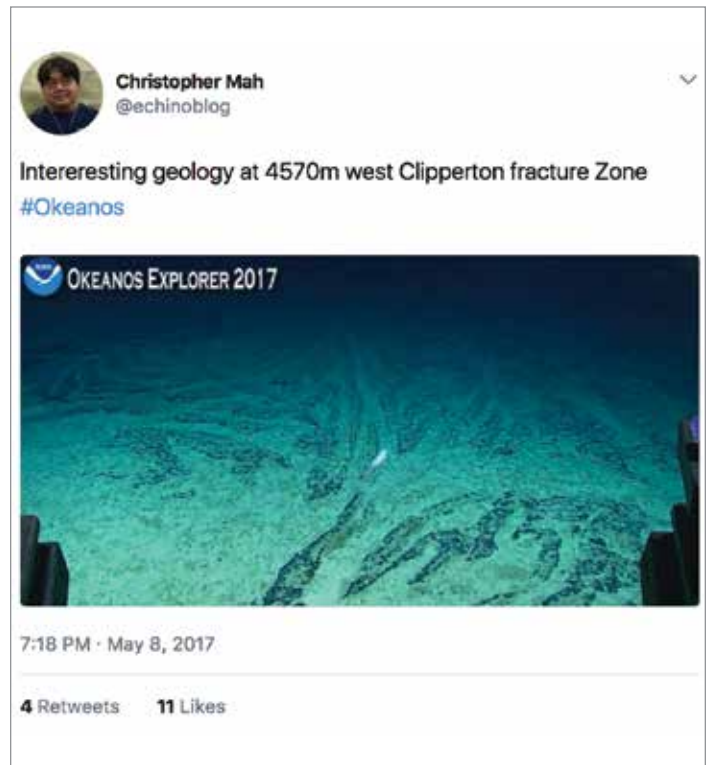 Christopher Mah
@echinoblog
Intereresting geology at 4570m west Clipperton fracture Zone
#Okeanos
OKEANOS EXPLORER 2017
7:18 PM · May 8, 2017
4 Retweets 11 Likes